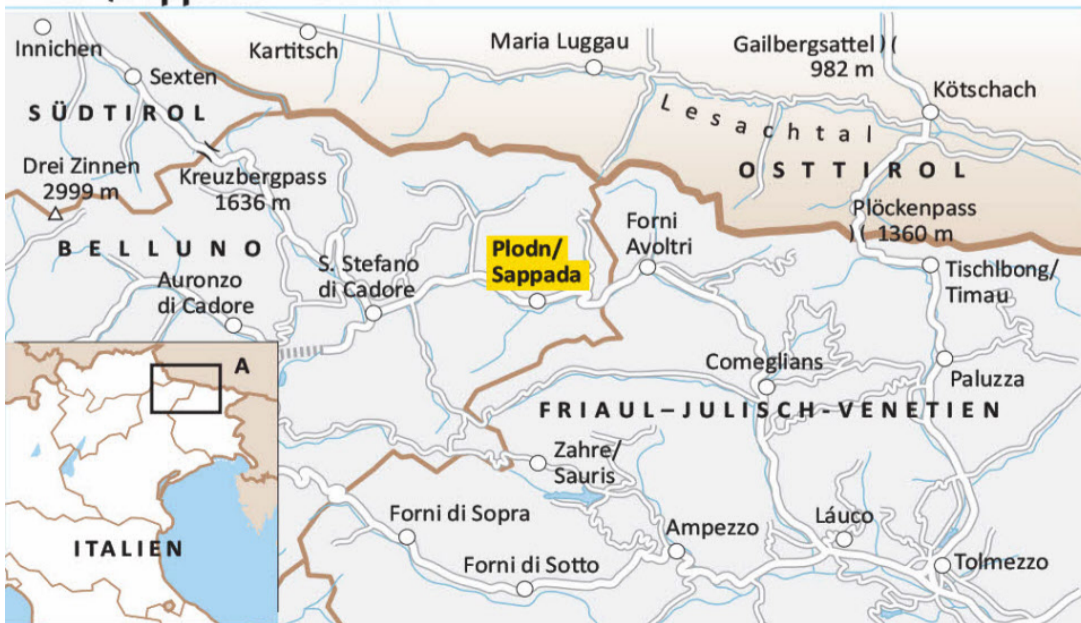 Innichen
Kartitsch
Maria Luggau
Gailbergsattel
982 m
Sexten
Kötschach
SÜDTIROL
Lesachtal
Drei Zinnen
2999 m
Kreuzbergpass
1636 m
OSTTIROL
Plöckenpass
1360 m
BELLUNO
Forni
Avoltri
Plodn/
Sappada
S. Stefano
di Cadore
Tischlbong/
Timau
Auronzo
di Cadore
A
Comeglians
Paluzza
FRIAUL–JULISCH-VENETIEN
Zahre/
Sauris
Forni di Sopra
Láuco
Ampezzo
ITALIEN
Forni di Sotto
Tolmezzo